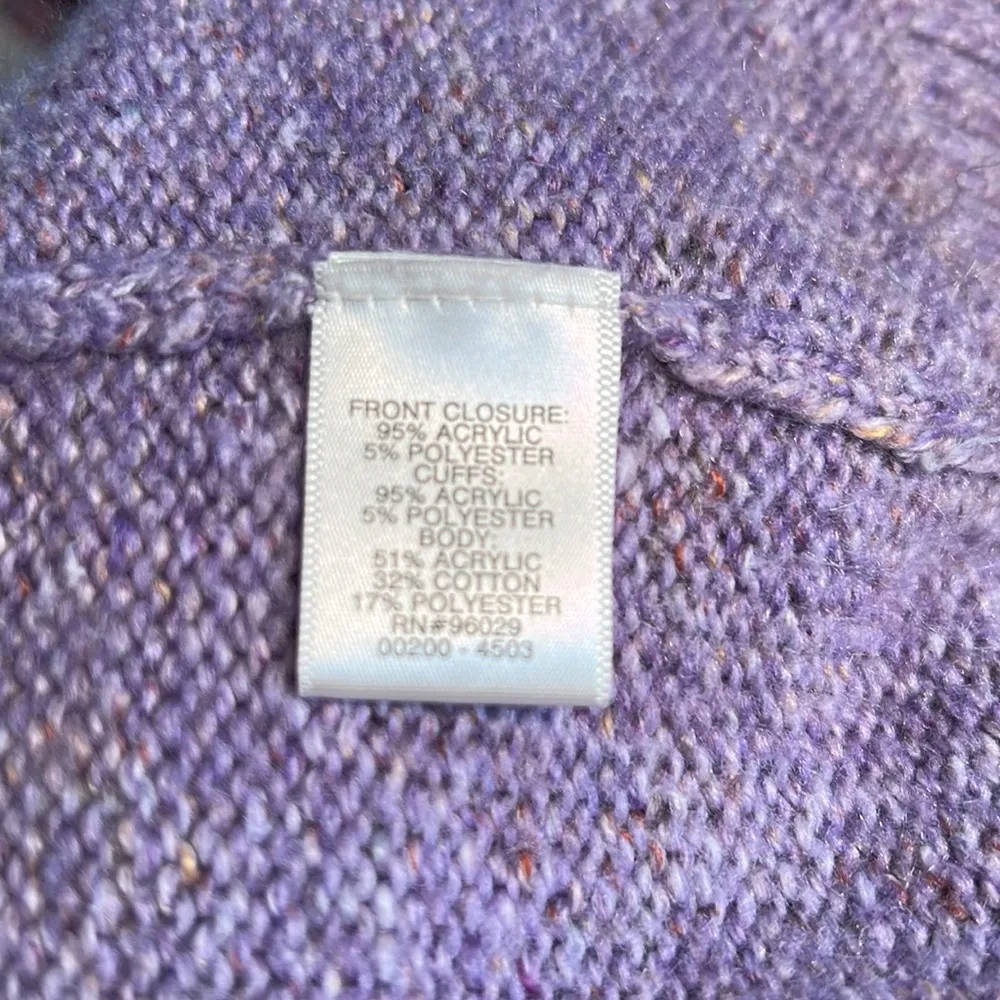 FRONT CLOSURE:
95% ACRYLIC
5% POLYESTER
CUFFS:
95% ACRYLIC
5% POLYESTER
BODY:
51% ACRYLIC
32% COTTON
17% POLYESTER
RN#96029
00200 - 4503